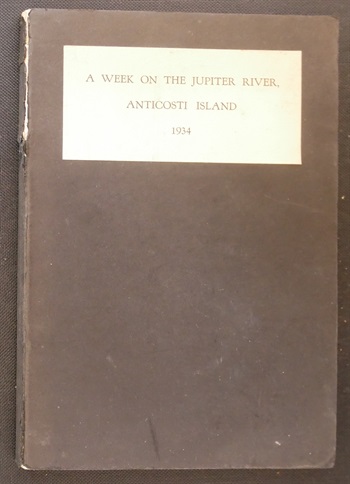 A WEEK ON THE JUPITER RIVER,
ANTICOSTI ISLAND
1934